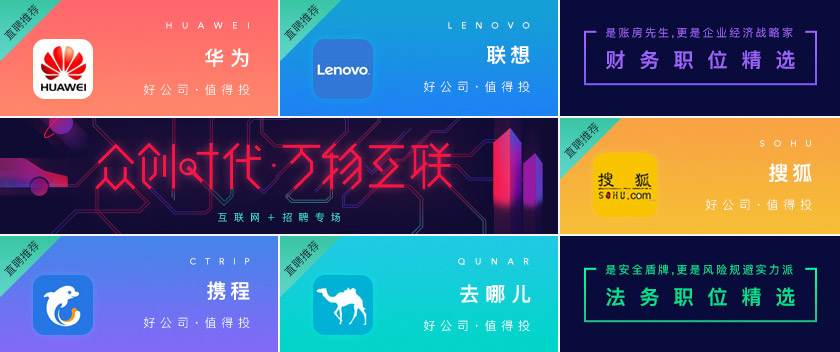 直聘推荐
HUAWEI
华为
HUAWEI
好公司·值得投
直聘推荐
LENOVO
联想
Lenovo
好公司·值得投
是账房先生,更是企业经济战略家
财务职位精选
众创时代·万物互联
互联网+招聘专场
直聘推荐
SOHU
搜狐
搜狐
SOHU.com
好公司·值得投
直聘推荐
CTRIP
携程
好公司·值得投
直聘推荐
QUNAR
去哪儿
好公司·值得投
是安全盾牌,更是风险规避实力派
法务职位精选